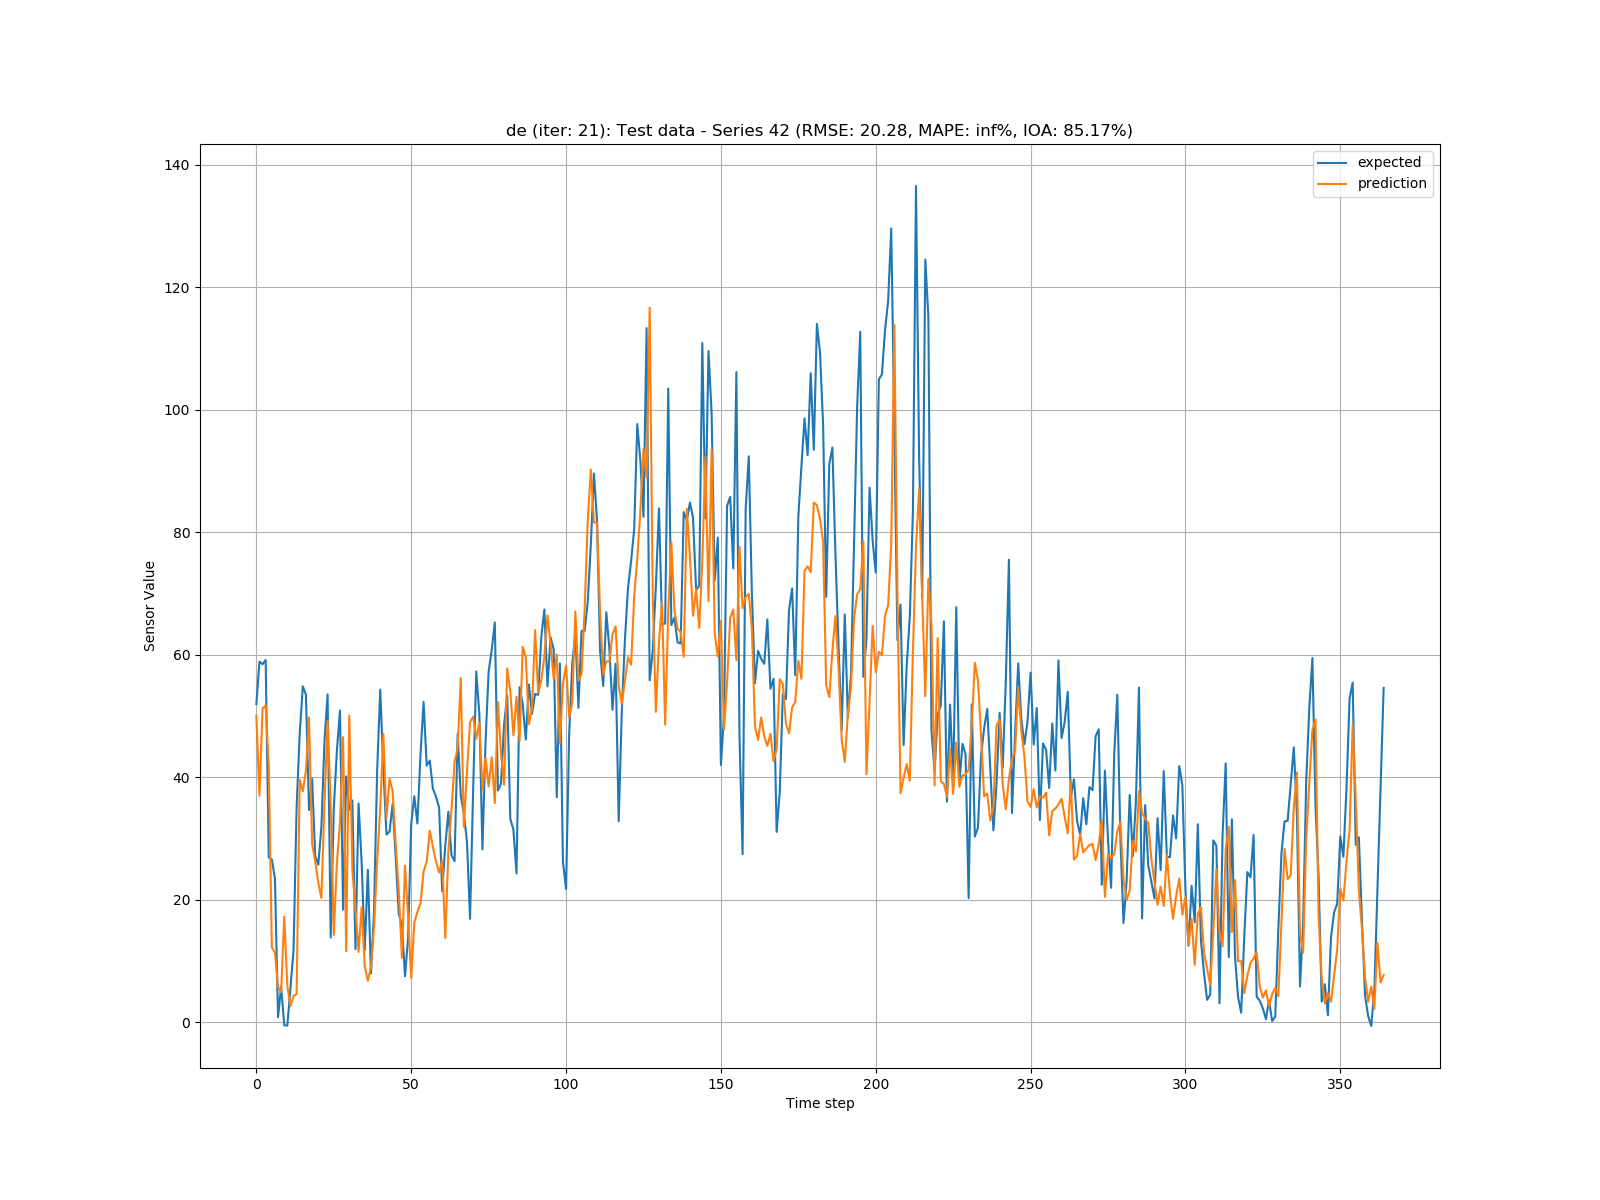 de (iter: 21): Test data - Series 42 (RMSE: 20.28, MAPE: inf%, IOA: 85.17%)
expected
prediction
140
120
100
80
60
40
20
0
Sensor Value
0 50 100 150 200 250 300 350
Time step